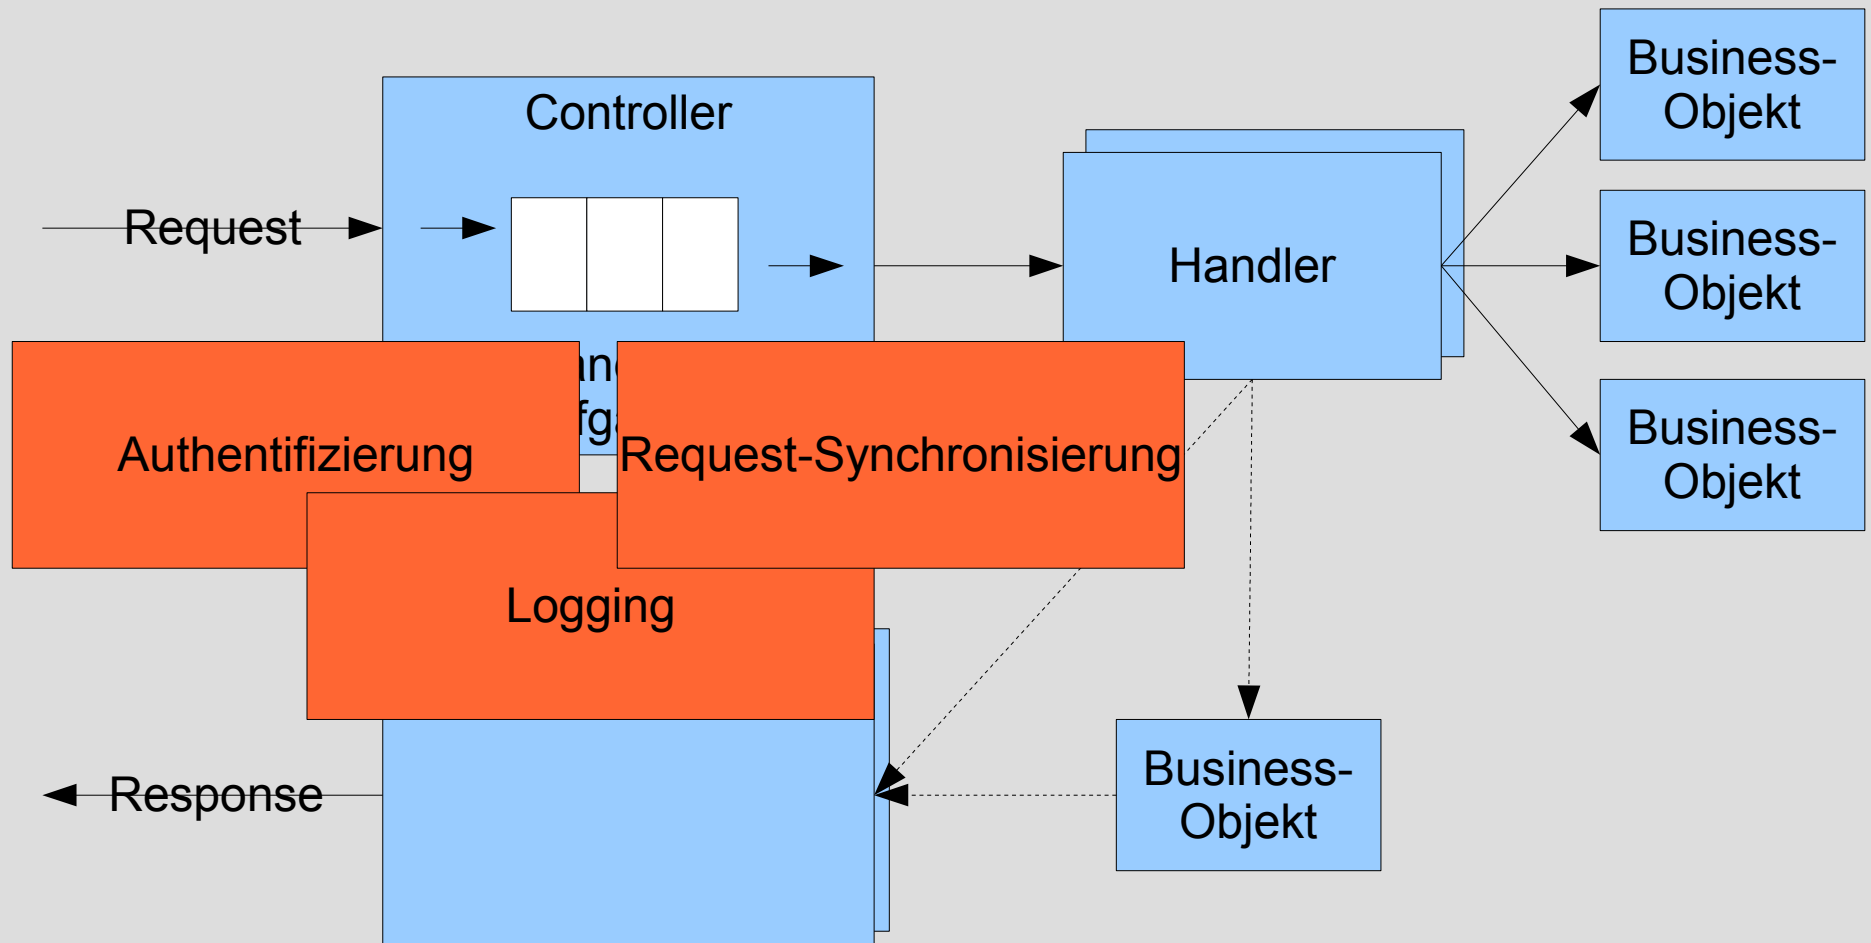 Controller
Request
Handler
Business-
Objekt
Business-
Objekt
Business-
Objekt
Authentifizierung
Request-Synchronisierung
Logging
Response
Business-
Objekt